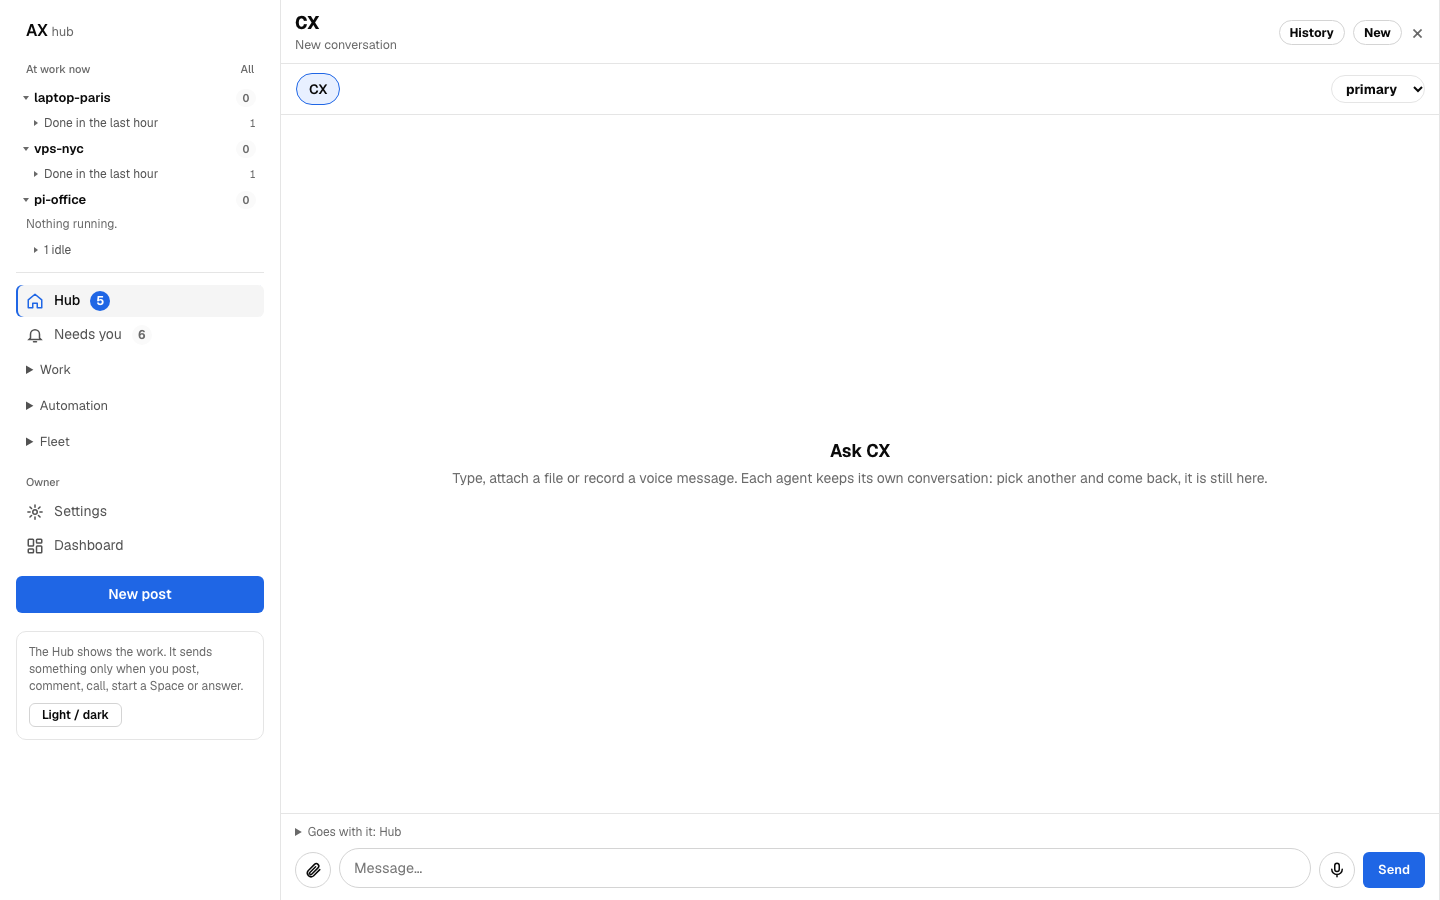 AX hub
At work now All
laptop-paris 0
Done in the last hour 1
vps-nyc 0
Done in the last hour 1
pi-office 0
Nothing running.
1 idle
Hub 5
Needs you 6
Work
Automation
Fleet
Owner
Settings
Dashboard
New post
The Hub shows the work. It sends
something only when you post,
comment, call, start a Space or answer.
Light / dark
CX
New conversation
History New ×
CX primary
Ask CX
Type, attach a file or record a voice message. Each agent keeps its own conversation: pick another and come back, it is still here.
Goes with it: Hub
Message...
Send